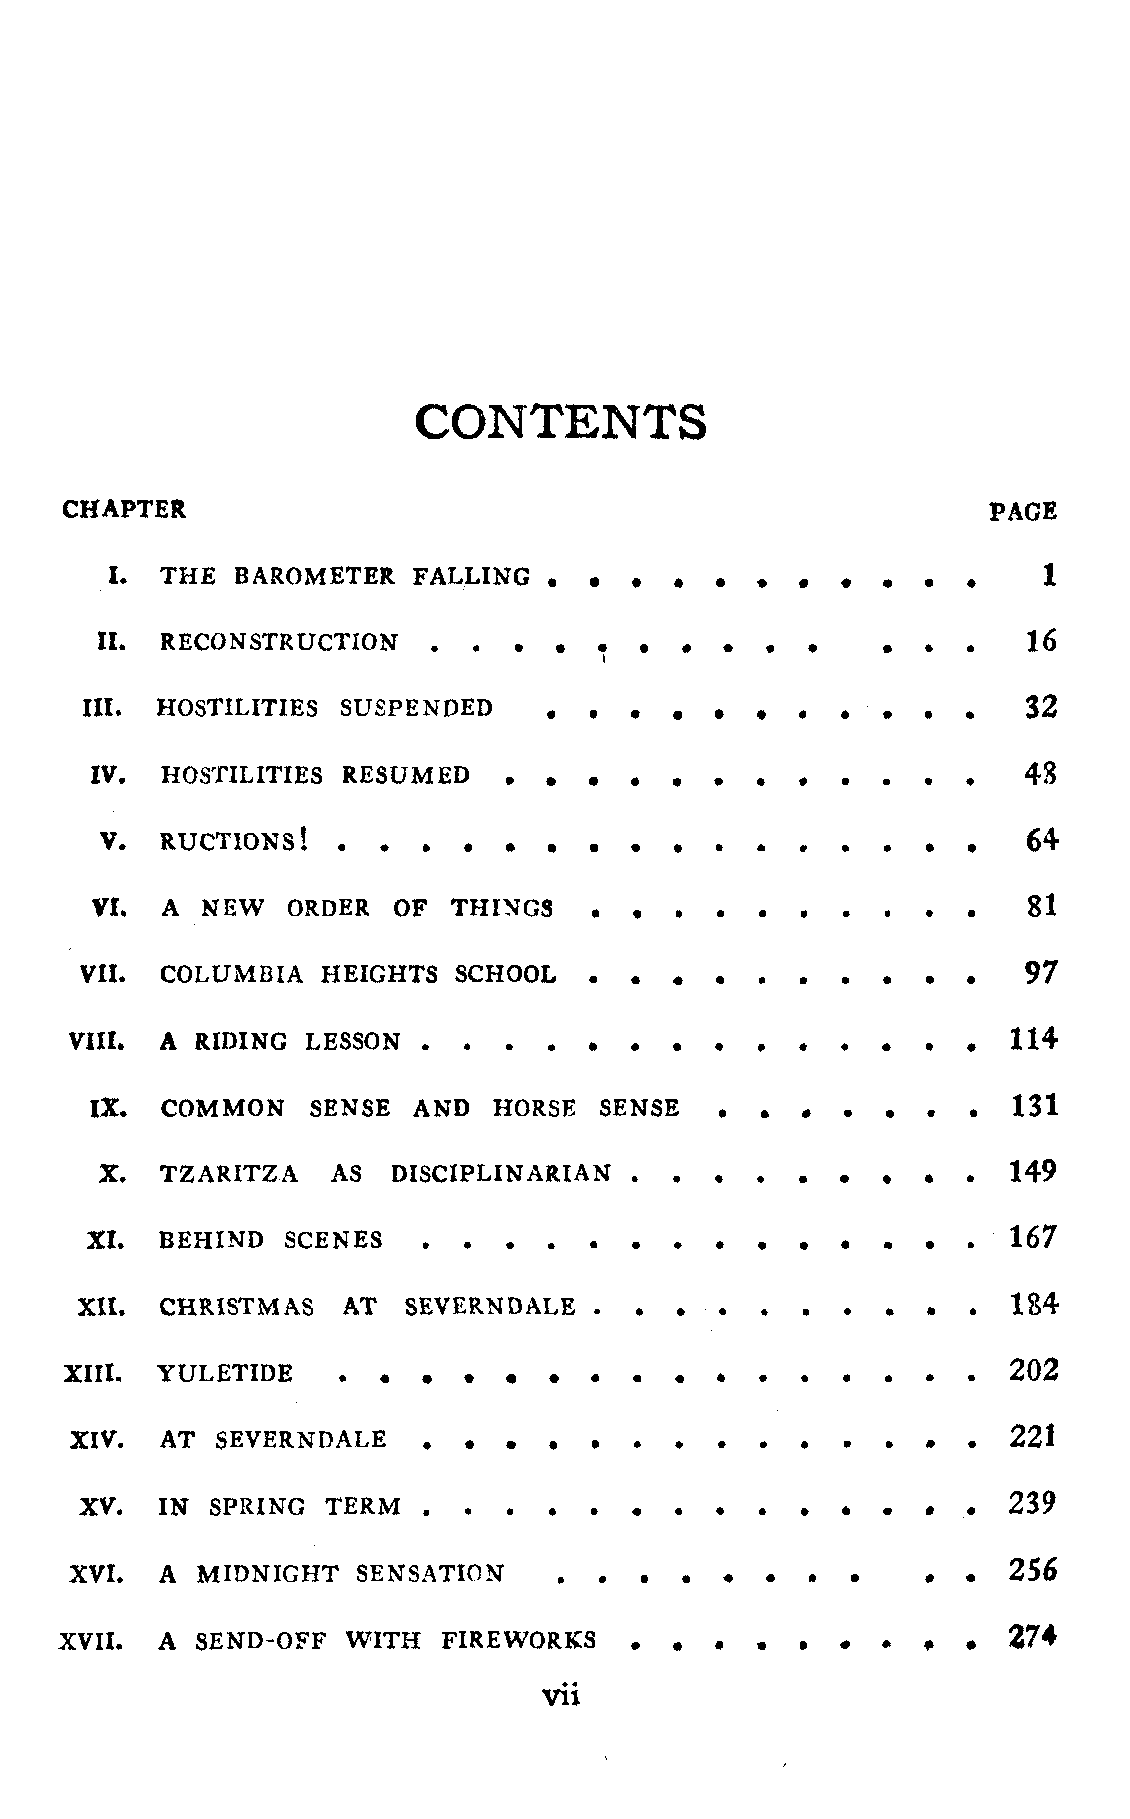 CONTENTS
CHAPTER PAGE
I. THE BAROMETER FALLING . . . . . . . . . . . 1
II. RECONSTRUCTION . . . . . . . . . . . . . 16
III. HOSTILITIES SUSPENDED . . . . . . . . . . . 32
IV. HOSTILITIES RESUMED . . . . . . . . . . . . 48
V. RUCTIONS! . . . . . . . . . . . . . . . . 64
VI. A NEW ORDER OF THINGS . . . . . . . . . . 81
VII. COLUMBIA HEIGHTS SCHOOL . . . . . . . . . . 97
VIII. A RIDING LESSON . . . . . . . . . . . . . . 114
IX. COMMON SENSE AND HORSE SENSE . . . . . . . 131
X. TZARITZA AS DISCIPLINARIAN . . . . . . . . . 149
XI. BEHIND SCENES . . . . . . . . . . . . . . 167
XII. CHRISTMAS AT SEVERNDALE . . . . . . . . . . 184
XIII. YULETIDE . . . . . . . . . . . . . . . . 202
XIV. AT SEVERNDALE . . . . . . . . . . . . . . 221
XV. IN SPRING TERM . . . . . . . . . . . . . . 239
XVI. A MIDNIGHT SENSATION . . . . . . . . . . 256
XVII. A SEND-OFF WITH FIREWORKS . . . . . . . . . 274
vii